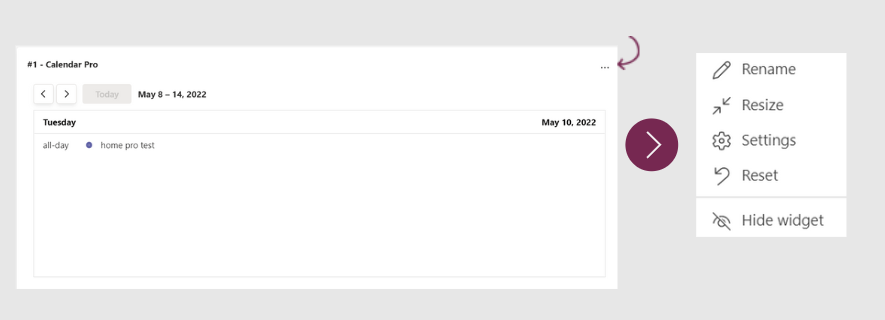 #1 - Calendar Pro
...
Today May 8 – 14, 2022
Tuesday May 10, 2022
all-day home pro test
Rename
Resize
Settings
Reset
Hide widget